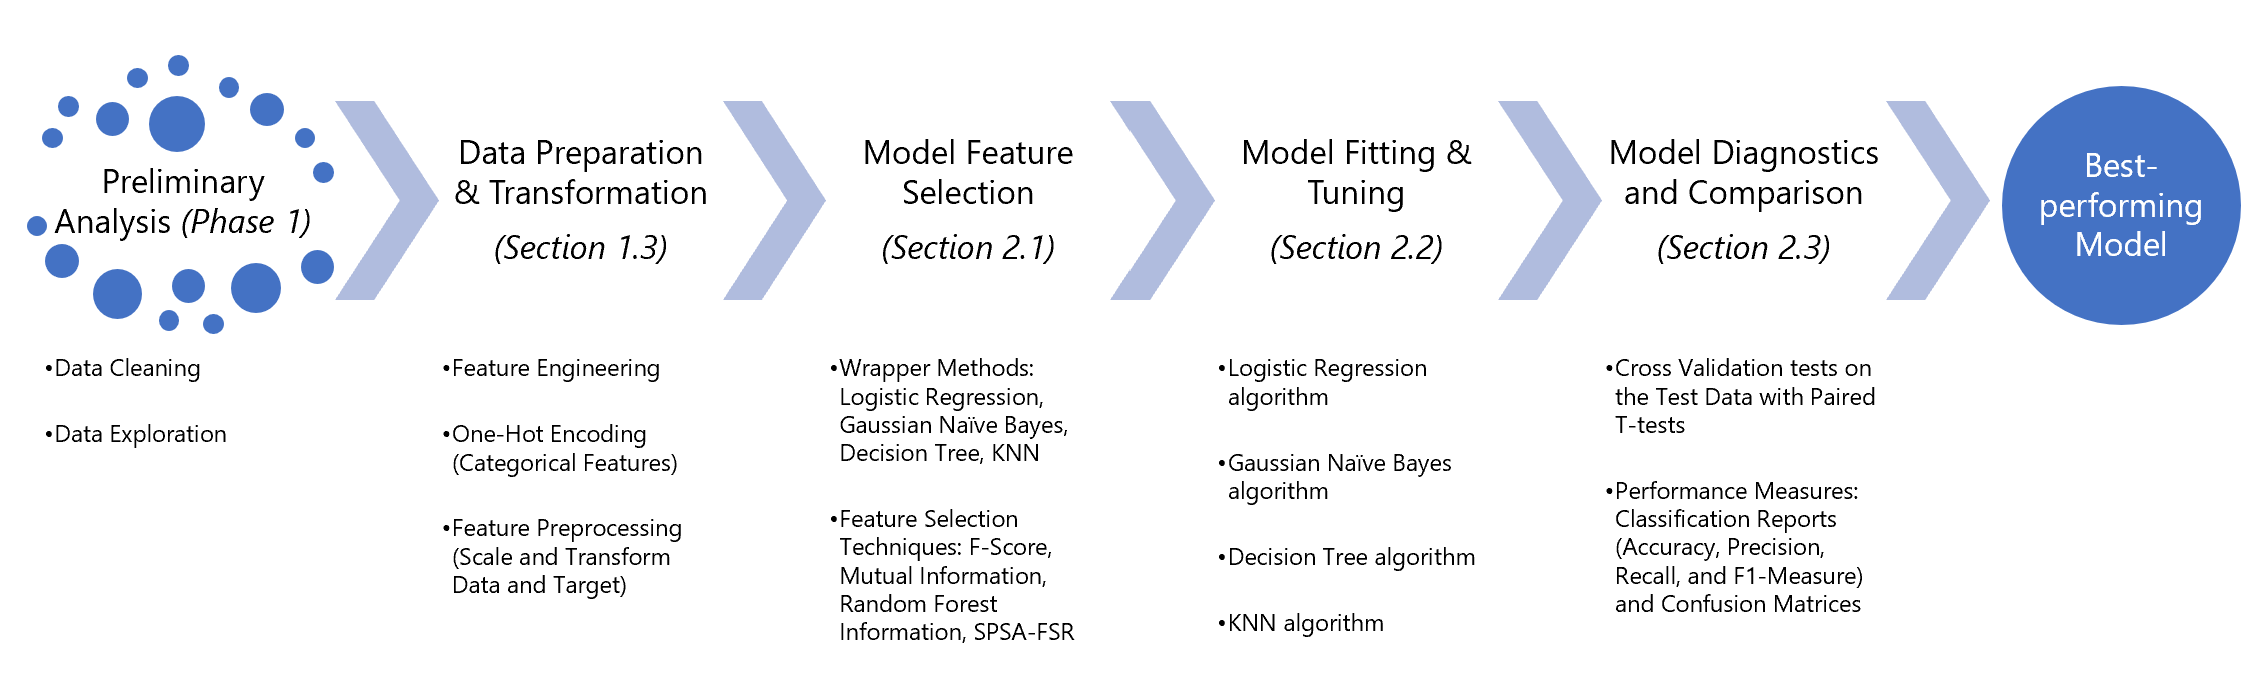 Preliminary
Analysis (Phase 1)
•Data Cleaning
•Data Exploration
Data Preparation
& Transformation
(Section 1.3)
•Feature Engineering
•One-Hot Encoding
(Categorical Features)
•Feature Preprocessing
(Scale and Transform
Data and Target)
Model Feature
Selection
(Section 2.1)
•Wrapper Methods:
Logistic Regression,
Gaussian Naïve Bayes,
Decision Tree, KNN
•Feature Selection
Techniques: F-Score,
Mutual Information,
Random Forest
Information, SPSA-FSR
Model Fitting &
Tuning
(Section 2.2)
•Logistic Regression
algorithm
•Gaussian Naïve Bayes
algorithm
•Decision Tree algorithm
•KNN algorithm
Model Diagnostics
and Comparison
(Section 2.3)
•Cross Validation tests on
the Test Data with Paired
T-tests
•Performance Measures:
Classification Reports
(Accuracy, Precision,
Recall, and F1-Measure)
and Confusion Matrices
Best-
performing
Model